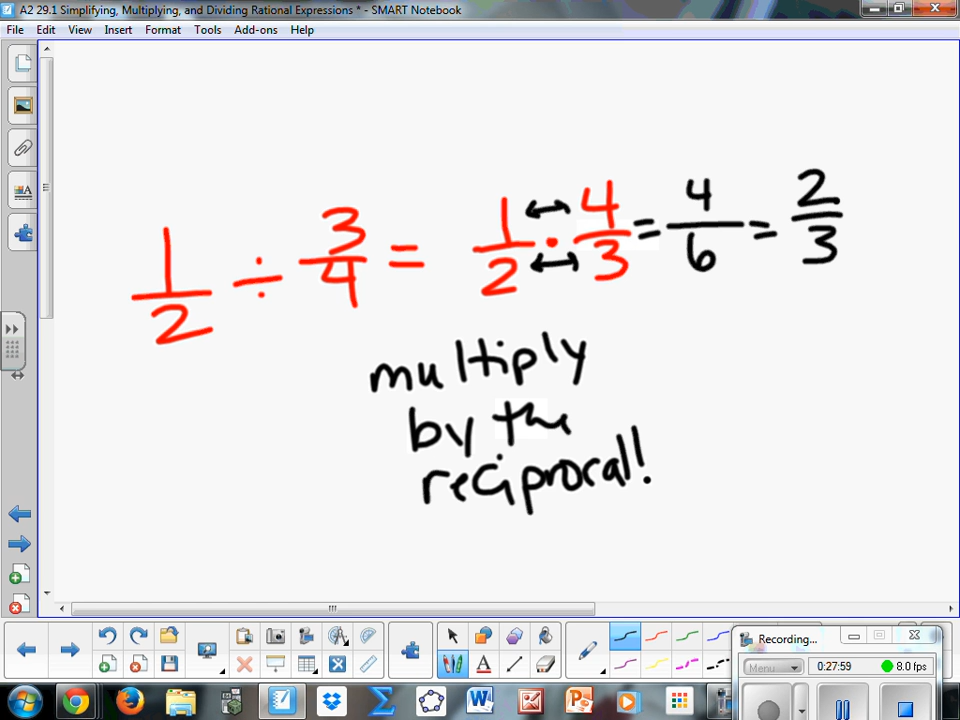 A2 29.1 Simplifying, Multiplying, and Dividing Rational Expressions * - SMART Notebook
File Edit View Insert Format Tools Add-ons Help
1/2 ÷ 3/4 = 1/2 · 4/3 = 4/6 = 2/3
multiply
by the
reciprocal!
Recording...
Menu 0:27:59 8.0 fps